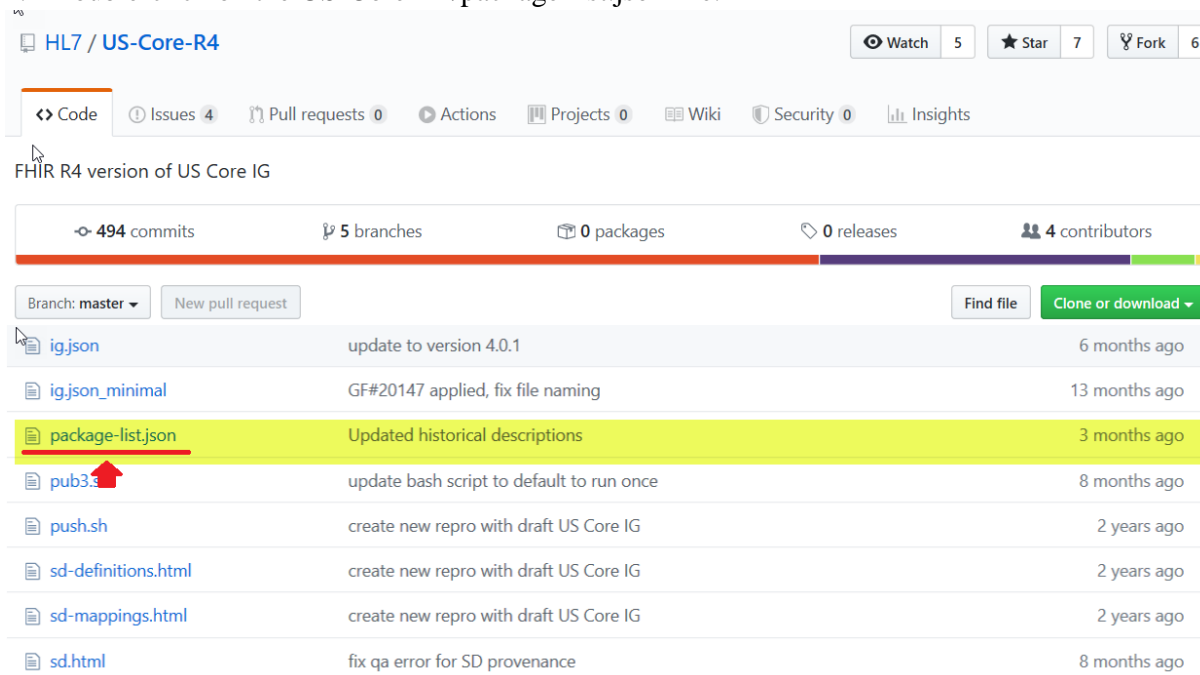 HL7 / US-Core-R4
Watch 5 Star 7 Fork 6
Code Issues 4 Pull requests 0 Actions Projects 0 Wiki Security 0 Insights
FHIR R4 version of US Core IG
494 commits 5 branches 0 packages 0 releases 4 contributors
Branch: master New pull request Find file Clone or download
ig.json update to version 4.0.1 6 months ago
ig.json_minimal GF#20147 applied, fix file naming 13 months ago
package-list.json Updated historical descriptions 3 months ago
pub3.s update bash script to default to run once 8 months ago
push.sh create new repro with draft US Core IG 2 years ago
sd-definitions.html create new repro with draft US Core IG 2 years ago
sd-mappings.html create new repro with draft US Core IG 2 years ago
sd.html fix qa error for SD provenance 8 months ago